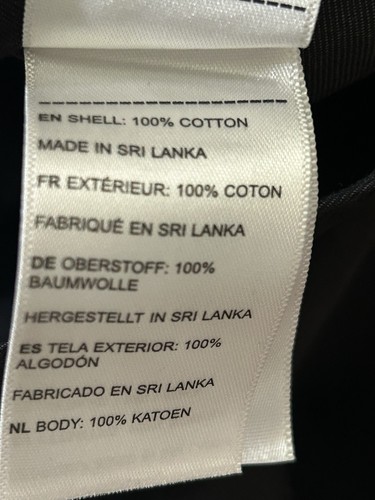 EN SHELL: 100% COTTON
MADE IN SRI LANKA
FR EXTÉRIEUR: 100% COTON
FABRIQUÉ EN SRI LANKA
DE OBERSTOFF: 100%
BAUMWOLLE
HERGESTELLT IN SRI LANKA
ES TELA EXTERIOR: 100%
ALGODÓN
FABRICADO EN SRI LANKA
NL BODY: 100% KATOEN